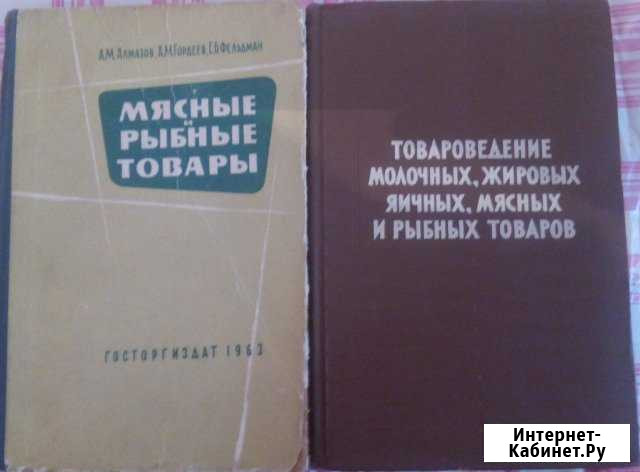 А.М. Алмазов, А.М. Гордеев, С.Б. Фельдман
МЯСНЫЕ
И
РЫБНЫЕ
ТОВАРЫ
ГОСТОРГИЗДАТ 1963
ТОВАРОВЕДЕНИЕ
МОЛОЧНЫХ, ЖИРОВЫХ
ЯИЧНЫХ, МЯСНЫХ
И РЫБНЫХ ТОВАРОВ
Интернет-
Кабинет.Ру